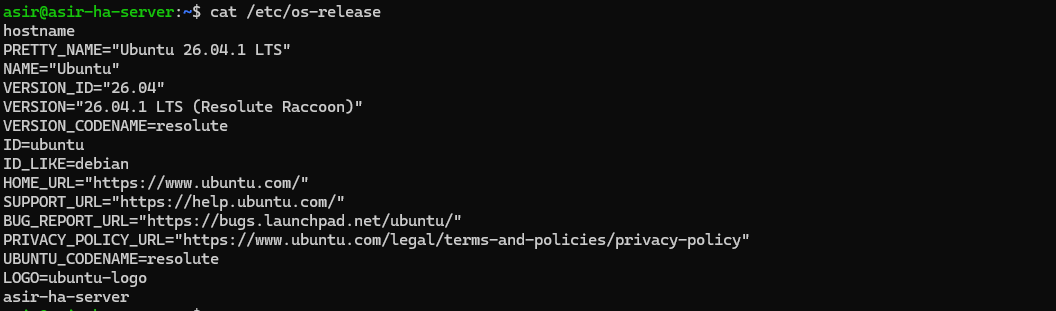 asir@asir-ha-server:~$ cat /etc/os-release
hostname
PRETTY_NAME="Ubuntu 26.04.1 LTS"
NAME="Ubuntu"
VERSION_ID="26.04"
VERSION="26.04.1 LTS (Resolute Raccoon)"
VERSION_CODENAME=resolute
ID=ubuntu
ID_LIKE=debian
HOME_URL="https://www.ubuntu.com/"
SUPPORT_URL="https://help.ubuntu.com/"
BUG_REPORT_URL="https://bugs.launchpad.net/ubuntu/"
PRIVACY_POLICY_URL="https://www.ubuntu.com/legal/terms-and-policies/privacy-policy"
UBUNTU_CODENAME=resolute
LOGO=ubuntu-logo
asir-ha-server